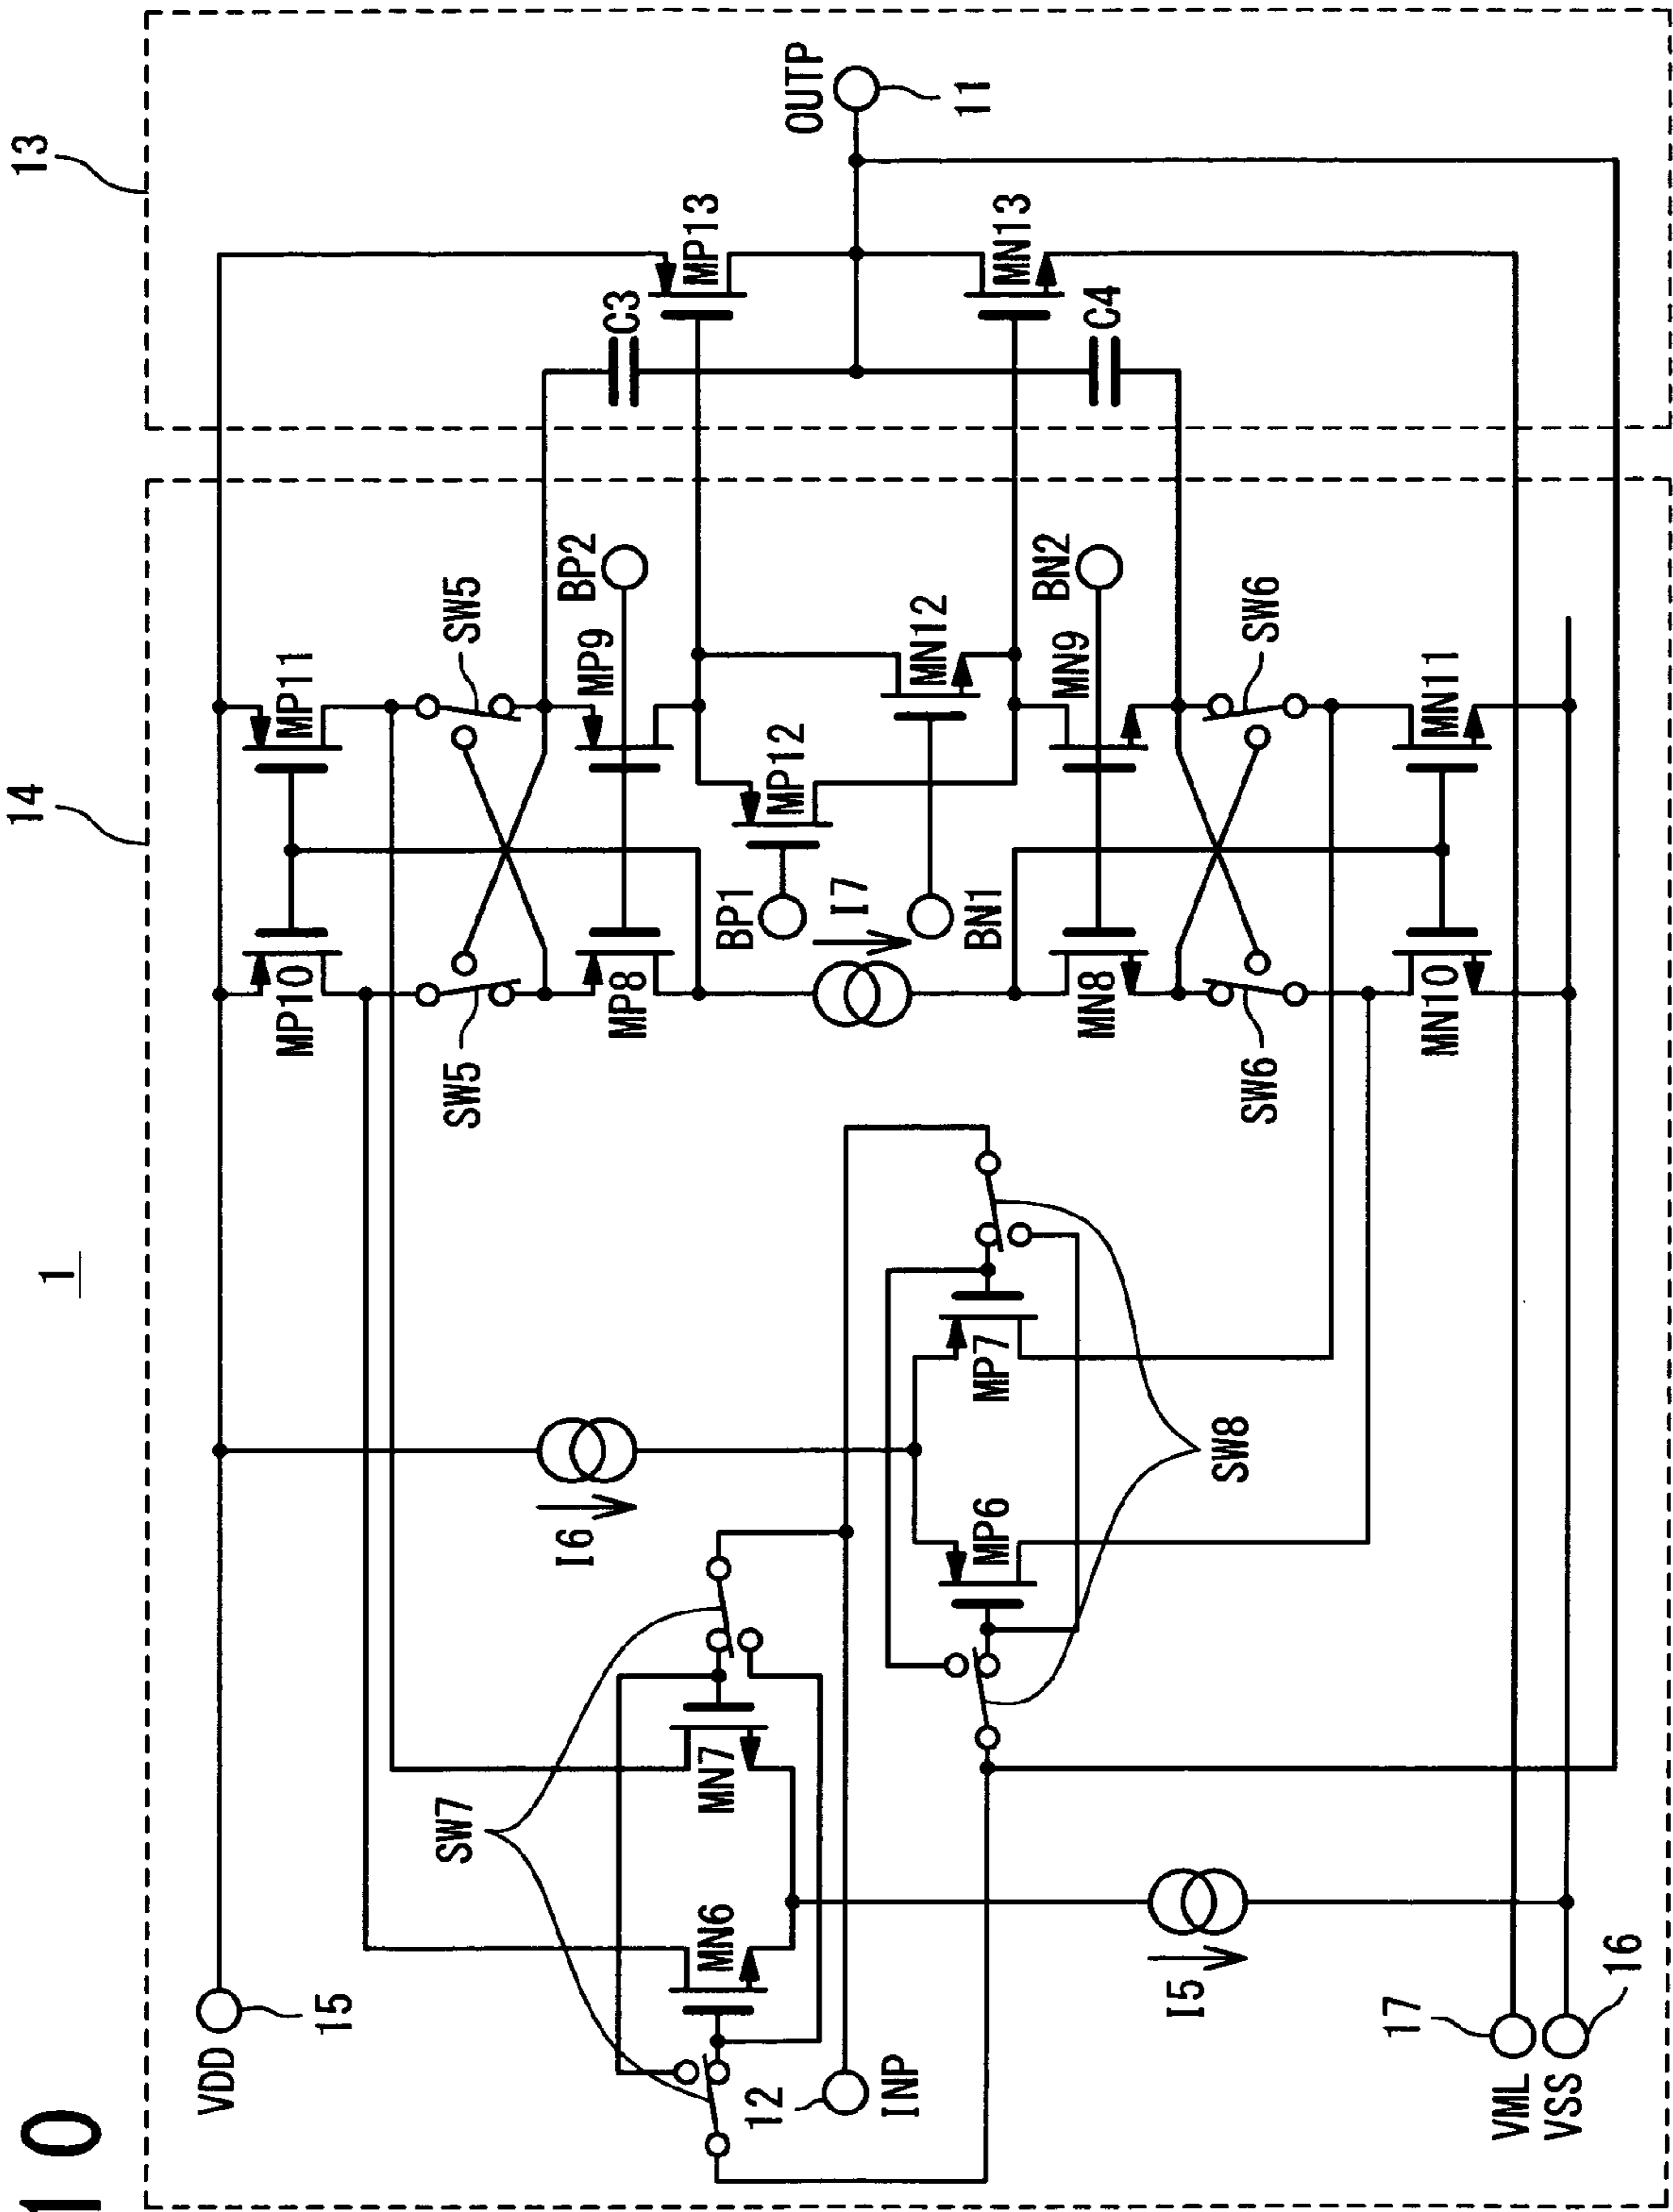 10
1
14
13
VDD
15
MP10
MP11
SW5
SW5
MP8
MP9
BP2
C3
MP13
OUTP
11
I6
SW7
MN6
MN7
12
INP
BP1
MP12
I7
BN1
MN12
MP6
MP7
SW8
MN8
MN9
BN2
C4
MN13
SW6
SW6
MN10
MN11
I5
17
VML
VSS
16